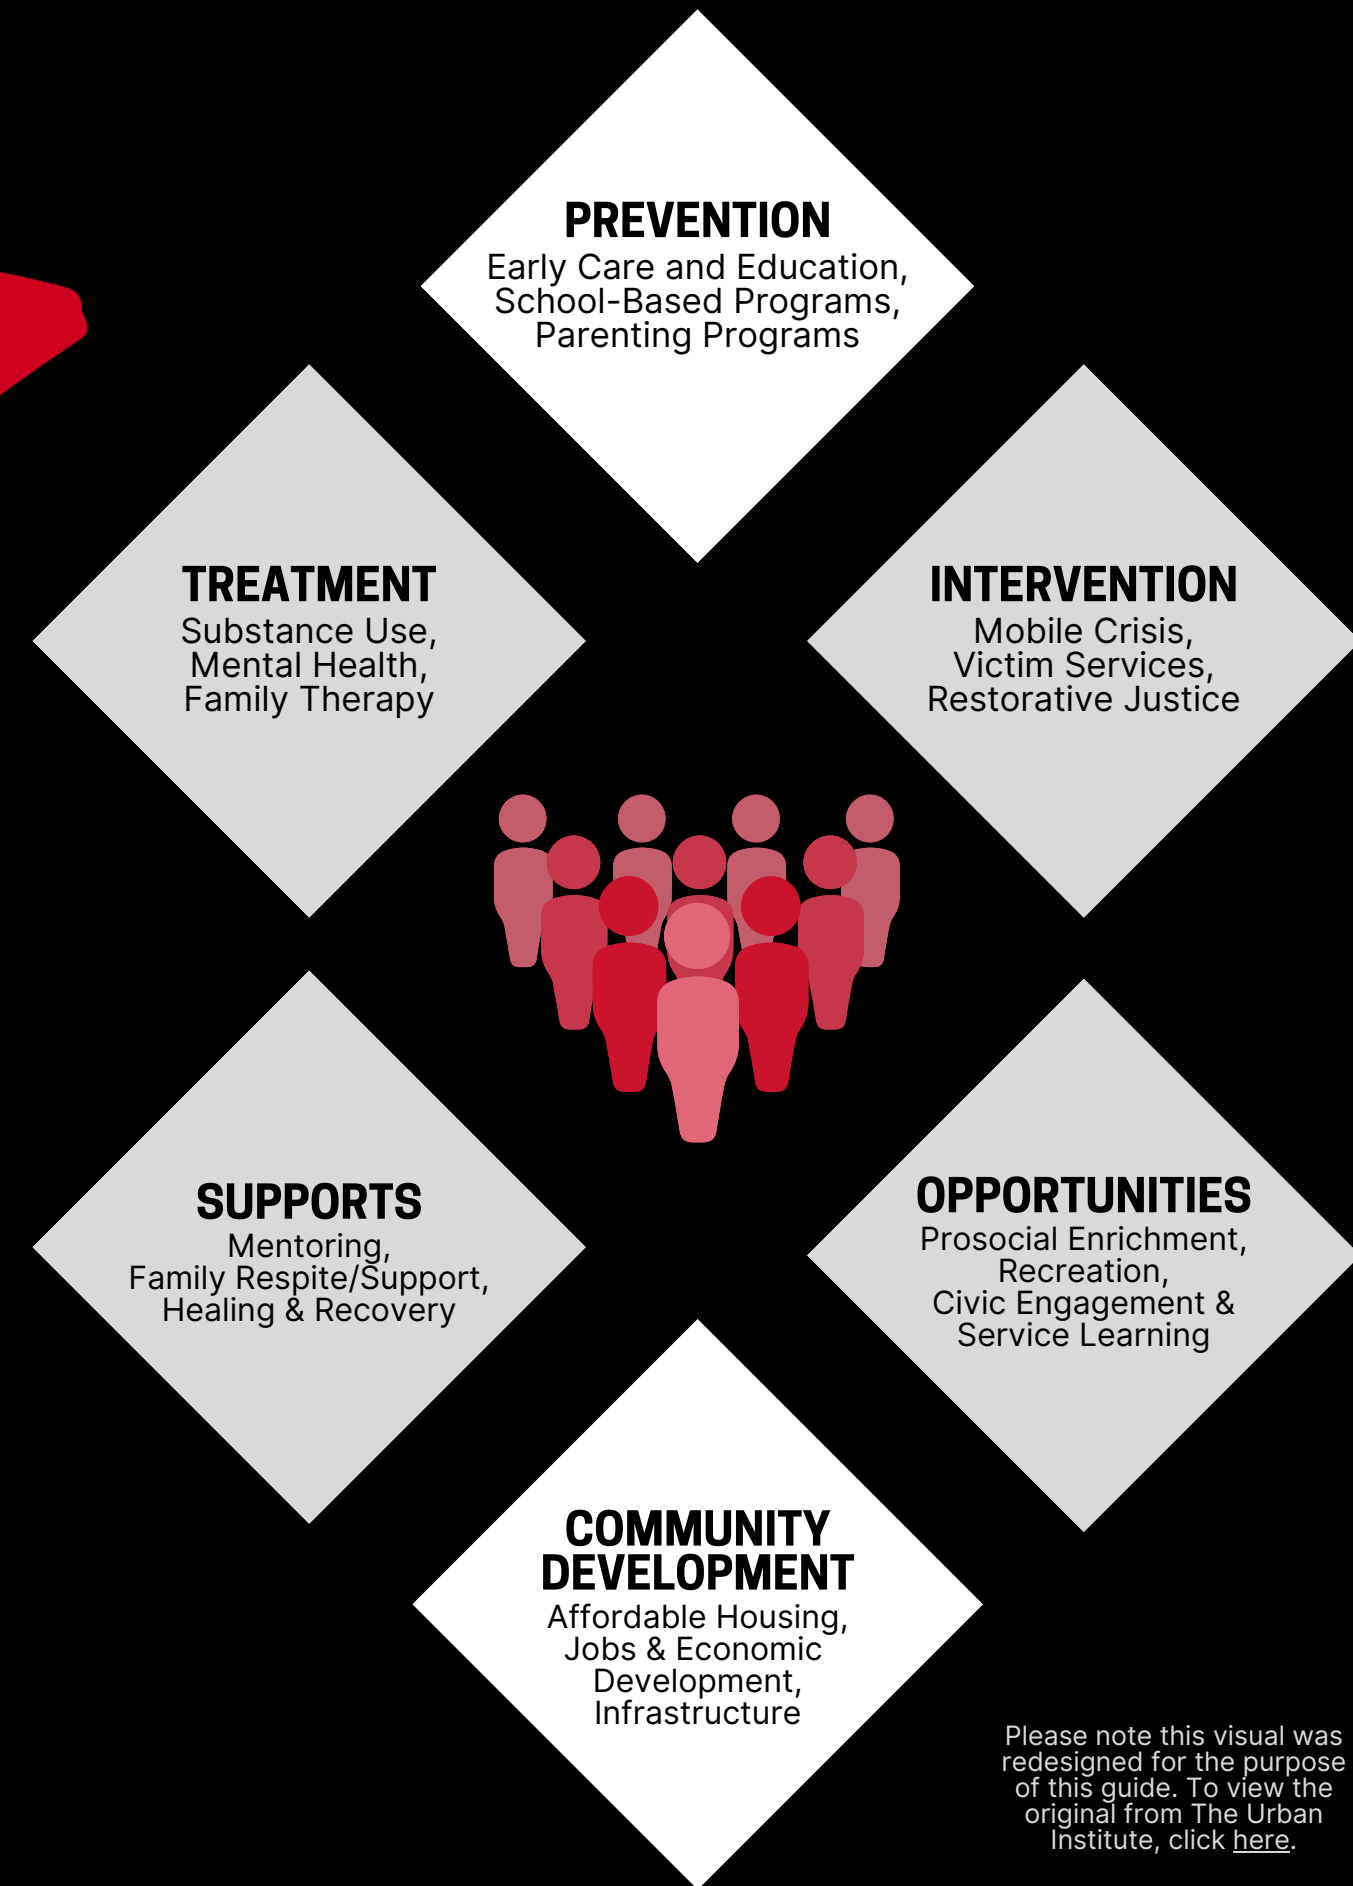 PREVENTION
Early Care and Education,
School-Based Programs,
Parenting Programs
TREATMENT
Substance Use,
Mental Health,
Family Therapy
INTERVENTION
Mobile Crisis,
Victim Services,
Restorative Justice
SUPPORTS
Mentoring,
Family Respite/Support,
Healing & Recovery
OPPORTUNITIES
Prosocial Enrichment,
Recreation,
Civic Engagement &
Service Learning
COMMUNITY
DEVELOPMENT
Affordable Housing,
Jobs & Economic
Development,
Infrastructure
Please note this visual was
redesigned for the purpose
of this guide. To view the
original from The Urban
Institute, click here.